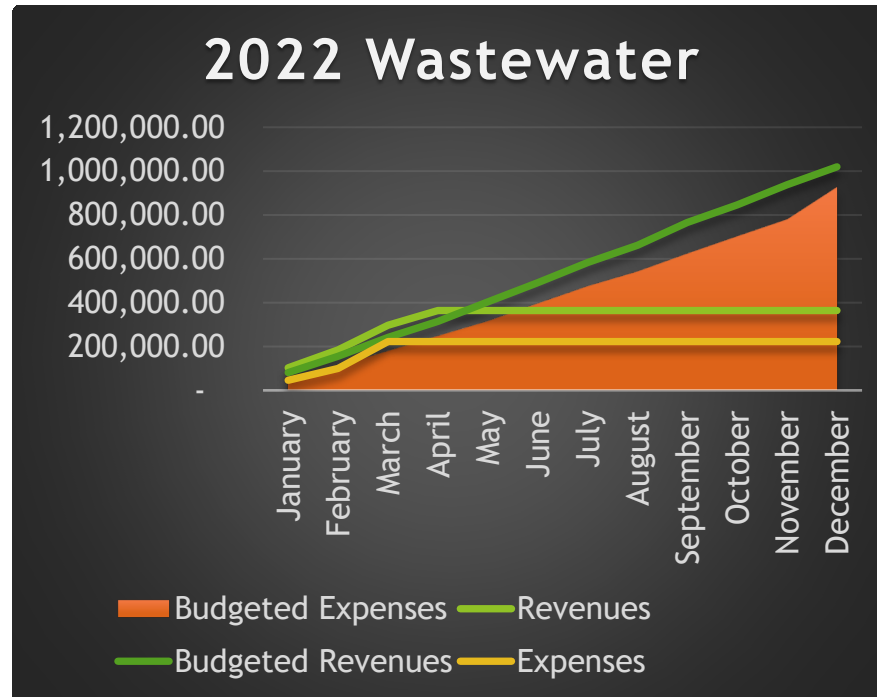 2022 Wastewater
1,200,000.00
1,000,000.00
800,000.00
600,000.00
400,000.00
200,000.00
-
January
February
March
April
May
June
July
August
September
October
November
December
Budgeted Expenses
Revenues
Budgeted Revenues
Expenses